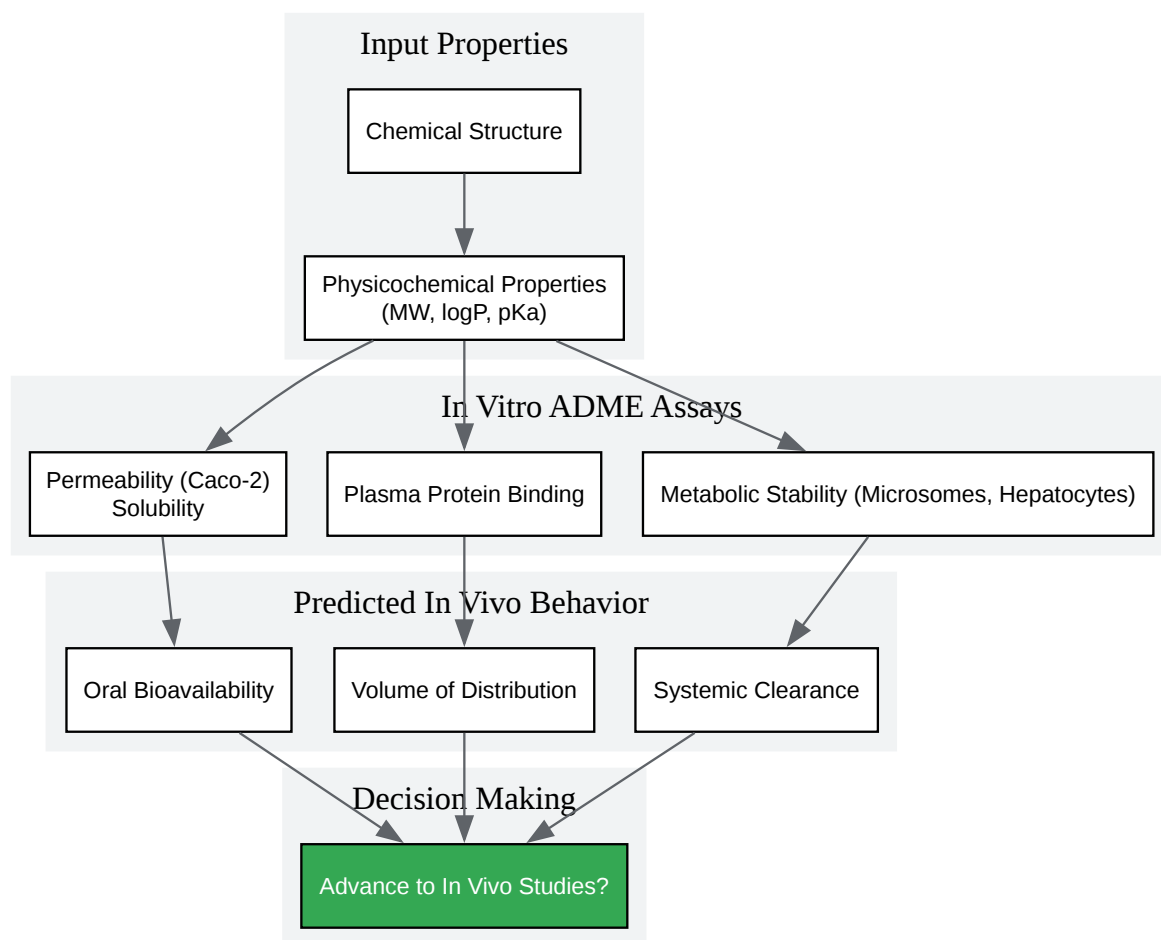 Input Properties
Chemical Structure
Physicochemical Properties
(MW, logP, pKa)
In Vitro ADME Assays
Permeability (Caco-2)
Solubility
Plasma Protein Binding
Metabolic Stability (Microsomes, Hepatocytes)
Predicted In Vivo Behavior
Oral Bioavailability
Volume of Distribution
Systemic Clearance
Decision Making
Advance to In Vivo Studies?